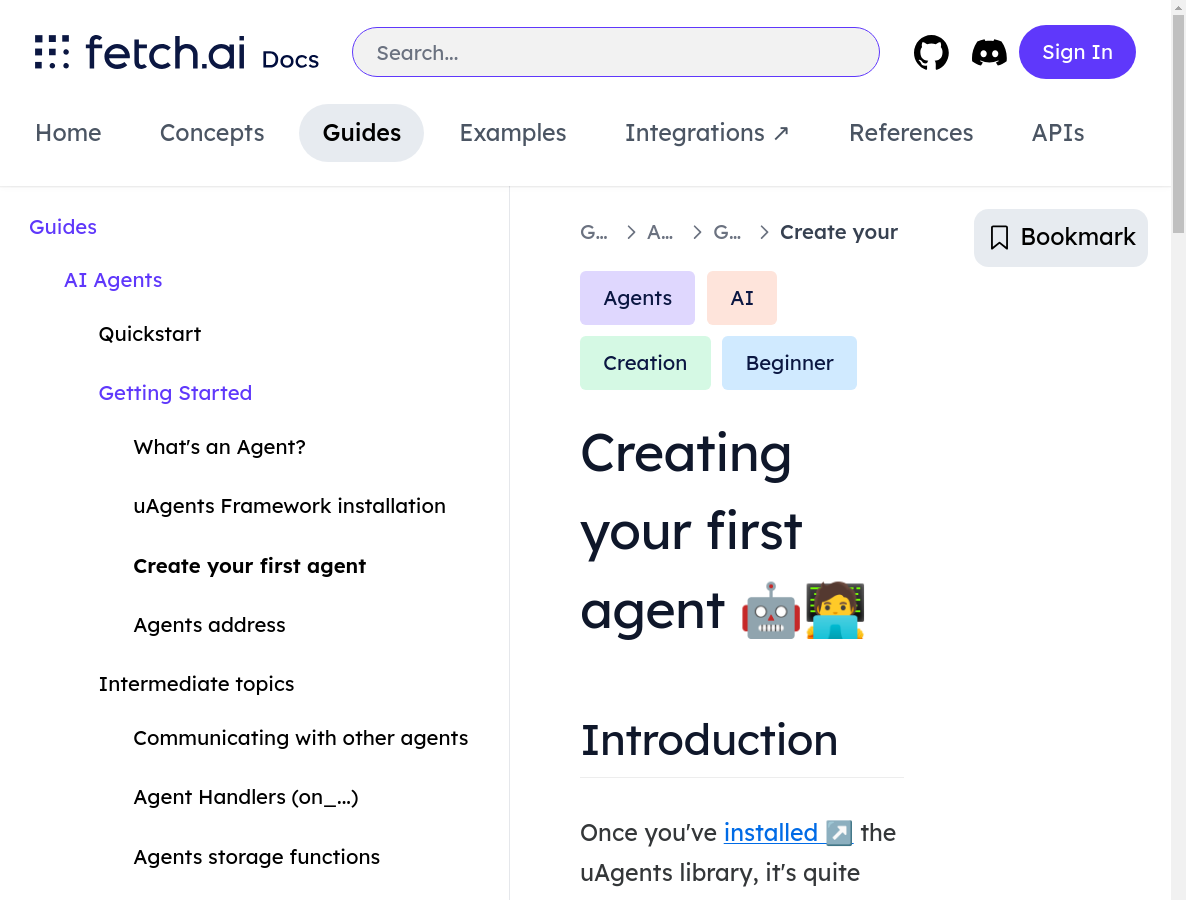 fetch.ai Docs
Search...
Sign In
Home Concepts Guides Examples Integrations ↗ References APIs
Guides
AI Agents
Quickstart
Getting Started
What's an Agent?
uAgents Framework installation
Create your first agent
Agents address
Intermediate topics
Communicating with other agents
Agent Handlers (on_...)
Agents storage functions
G... > A... > G... > Create your
Bookmark
Agents AI
Creation Beginner
Creating
your first
agent 🤖🧑‍💻
Introduction
Once you've installed ↗️ the
uAgents library, it's quite